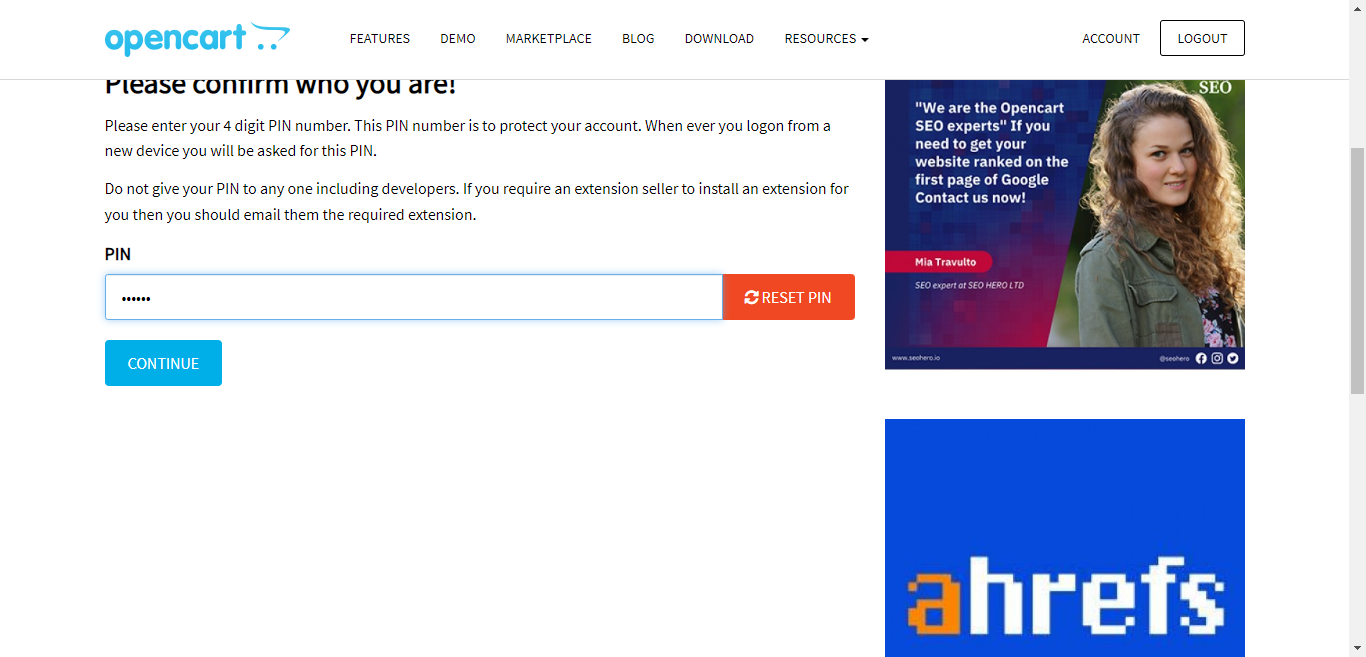 opencart
FEATURES
DEMO
MARKETPLACE
BLOG
DOWNLOAD
RESOURCES
ACCOUNT
LOGOUT
Please confirm who you are!
Please enter your 4 digit PIN number. This PIN number is to protect your account. When ever you logon from a
new device you will be asked for this PIN.
Do not give your PIN to any one including developers. If you require an extension seller to install an extension for
you then you should email them the required extension.
PIN
••••••
RESET PIN
CONTINUE
SEO
"We are the Opencart
SEO experts" If you
need to get your
website ranked on the
first page of Google
Contact us now!
Mia Travulto
SEO expert at SEO HERO LTD
www.seohero.io
@seohero
ahrefs